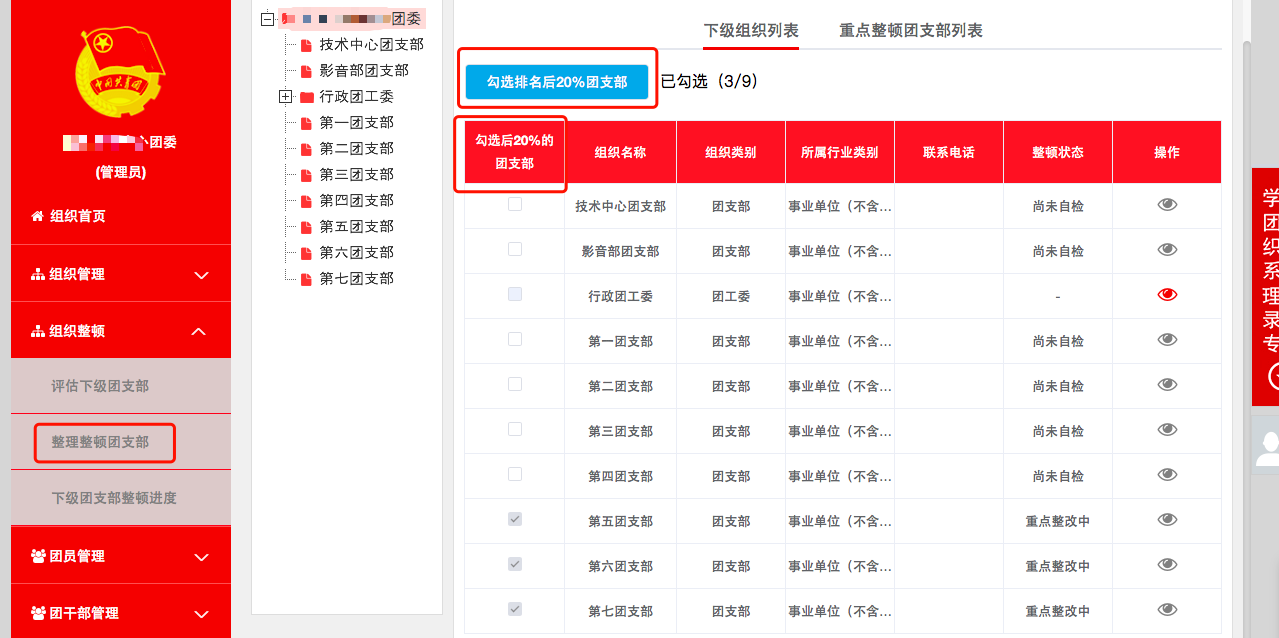 中国共青团
团委
(管理员)
组织首页
组织管理
组织整顿
评估下级团支部
整理整顿团支部
下级团支部整顿进度
团员管理
团干部管理
团委
技术中心团支部
影音部团支部
行政团工委
第一团支部
第二团支部
第三团支部
第四团支部
第五团支部
第六团支部
第七团支部
下级组织列表 重点整顿团支部列表
勾选排名后20%团支部 已勾选（3/9）
勾选后20%的
团支部 组织名称 组织类别 所属行业类别 联系电话 整顿状态 操作
技术中心团支部 团支部 事业单位（不含... 尚未自检
影音部团支部 团支部 事业单位（不含... 尚未自检
行政团工委 团工委 事业单位（不含... -
第一团支部 团支部 事业单位（不含... 尚未自检
第二团支部 团支部 事业单位（不含... 尚未自检
第三团支部 团支部 事业单位（不含... 尚未自检
第四团支部 团支部 事业单位（不含... 尚未自检
第五团支部 团支部 事业单位（不含... 重点整改中
第六团支部 团支部 事业单位（不含... 重点整改中
第七团支部 团支部 事业单位（不含... 重点整改中
学
团
织
系
理
录
专